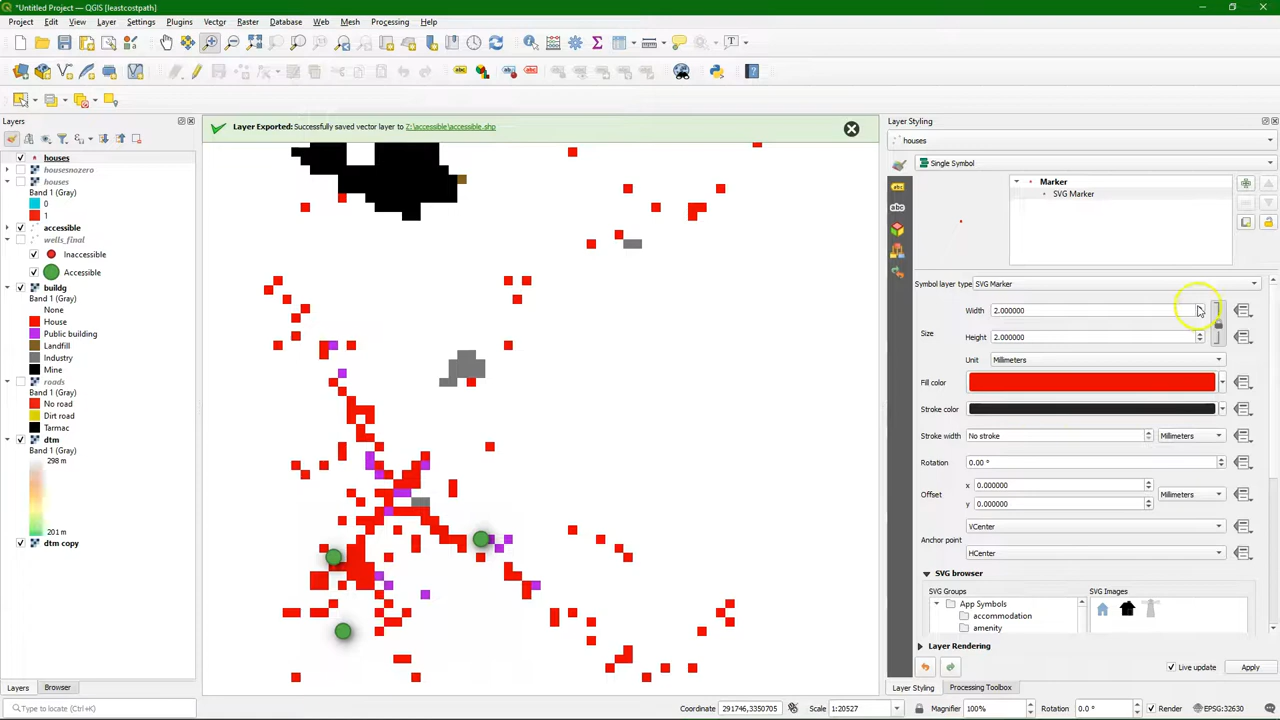 *Untitled Project — QGIS [leastcostpath]
Project Edit View Layer Settings Plugins Vector Raster Database Web Mesh Processing Help
Layers
Layer Exported: Successfully saved vector layer to Z:\accessible\accessible.shp
Layer Styling
houses
housesnozero
houses
Band 1 (Gray)
0
1
accessible
wells_final
Inaccessible
Accessible
buildg
Band 1 (Gray)
None
House
Public building
Landfill
Industry
Mine
roads
Band 1 (Gray)
No road
Dirt road
Tarmac
dtm
Band 1 (Gray)
298 m
201 m
dtm copy
houses
Single Symbol
Marker
SVG Marker
Symbol layer type SVG Marker
Width 2.000000
Size
Height 2.000000
Unit Millimeters
Fill color
Stroke color
Stroke width No stroke Millimeters
Rotation 0.00 °
x 0.000000
Offset Millimeters
y 0.000000
VCenter
Anchor point
HCenter
SVG browser
SVG Groups SVG Images
App Symbols
accommodation
amenity
Layer Rendering
Live update Apply
Layers Browser
Layer Styling Processing Toolbox
Type to locate (Ctrl+K)
Coordinate 291746,3350705 Scale 1:20527 Magnifier 100% Rotation 0.0 ° Render EPSG:32630